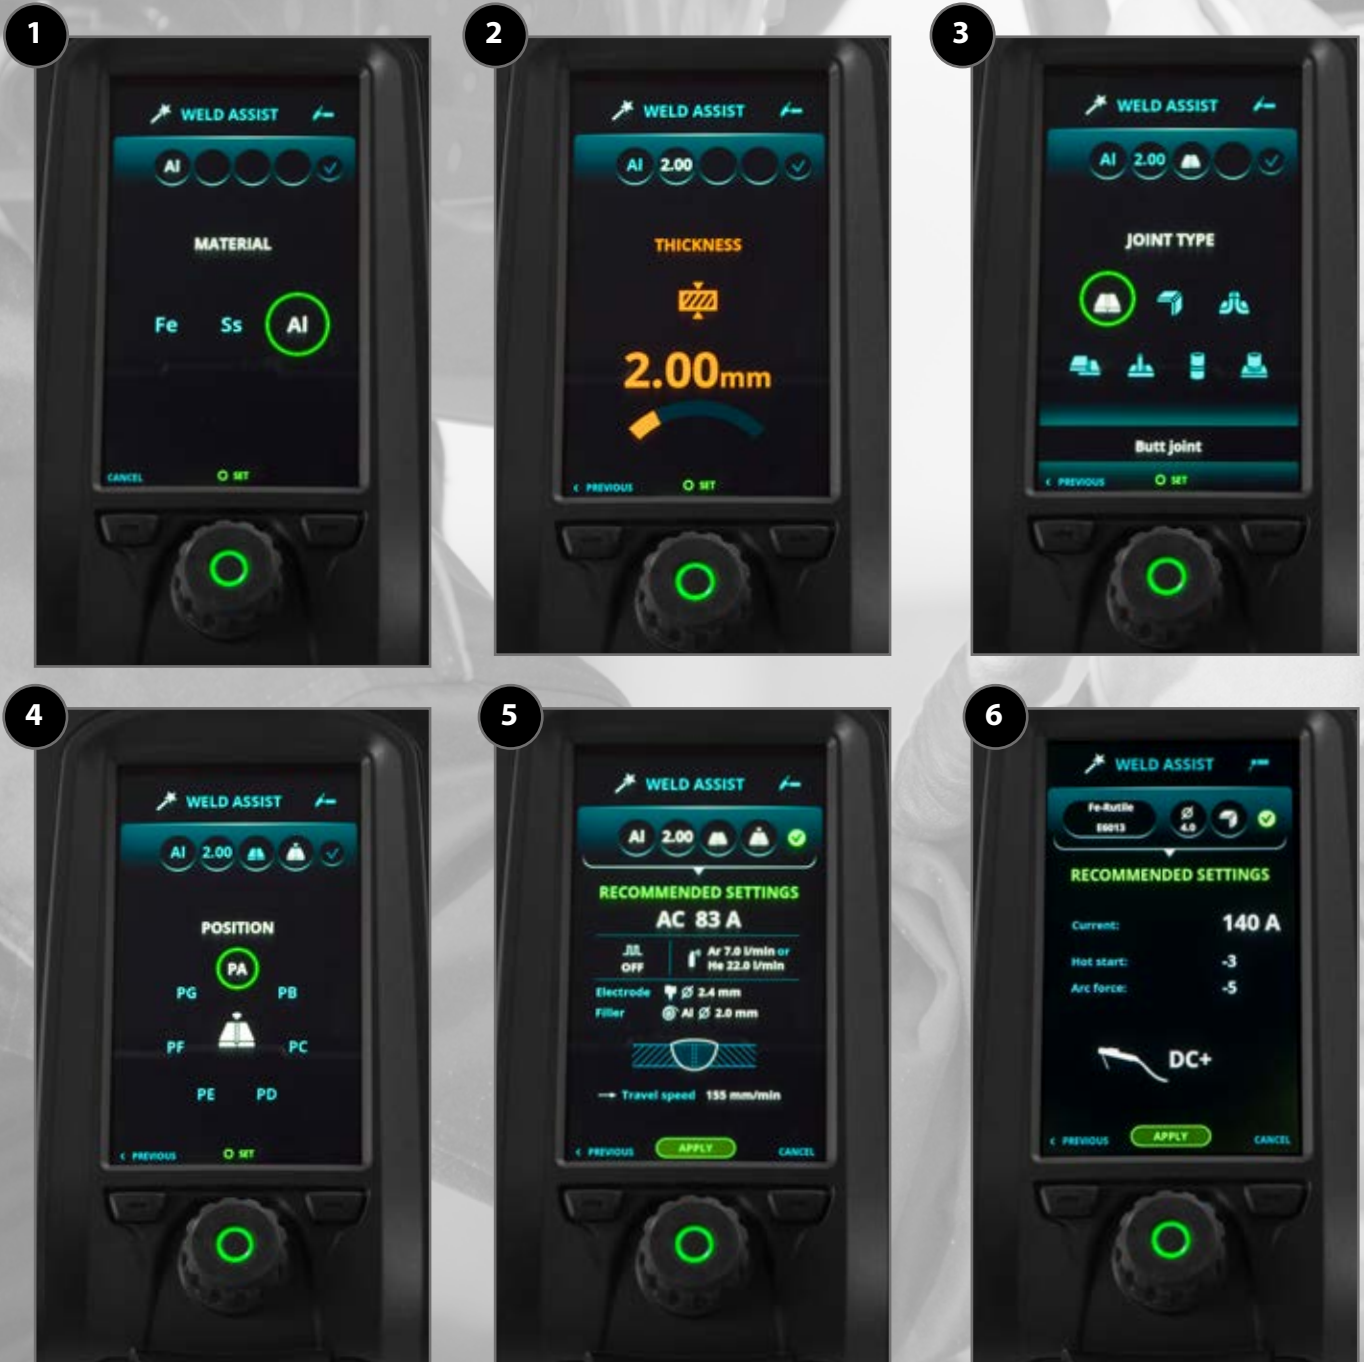 1
WELD ASSIST
Al
MATERIAL
Fe Ss Al
CANCEL SET
2
WELD ASSIST
Al 2.00
THICKNESS
2.00mm
< PREVIOUS SET
3
WELD ASSIST
Al 2.00
JOINT TYPE
Butt joint
< PREVIOUS SET
4
WELD ASSIST
Al 2.00
POSITION
PA
PG PB
PF PC
PE PD
< PREVIOUS SET
5
WELD ASSIST
Al 2.00
RECOMMENDED SETTINGS
AC 83 A
OFF
Ar 7.0 l/min or
He 22.0 l/min
Electrode Ø 2.4 mm
Filler Al Ø 2.0 mm
Travel speed 155 mm/min
< PREVIOUS APPLY CANCEL
6
WELD ASSIST
Fe-Rutile
E6013
Ø
4.0
RECOMMENDED SETTINGS
Current: 140 A
Hot start: -3
Arc force: -5
DC+
< PREVIOUS APPLY CANCEL